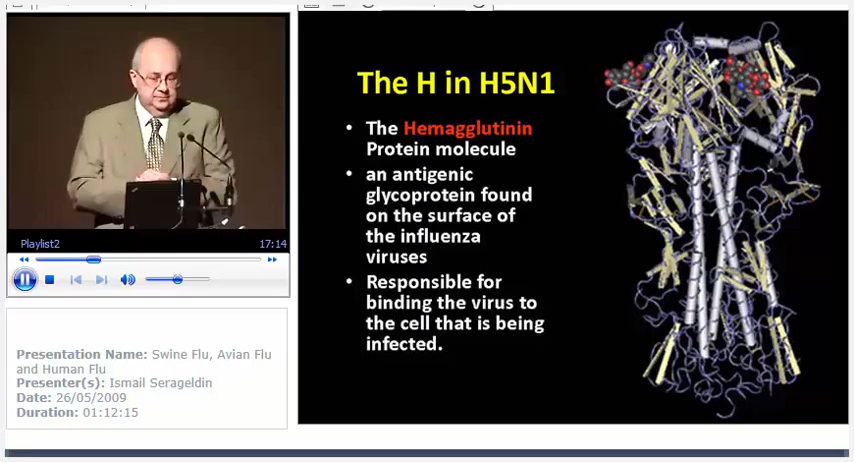 Playlist2
17:14
Presentation Name: Swine Flu, Avian Flu
and Human Flu
Presenter(s): Ismail Serageldin
Date: 26/05/2009
Duration: 01:12:15
The H in H5N1
• The Hemagglutinin
Protein molecule
• an antigenic
glycoprotein found
on the surface of
the influenza
viruses
• Responsible for
binding the virus to
the cell that is being
infected.